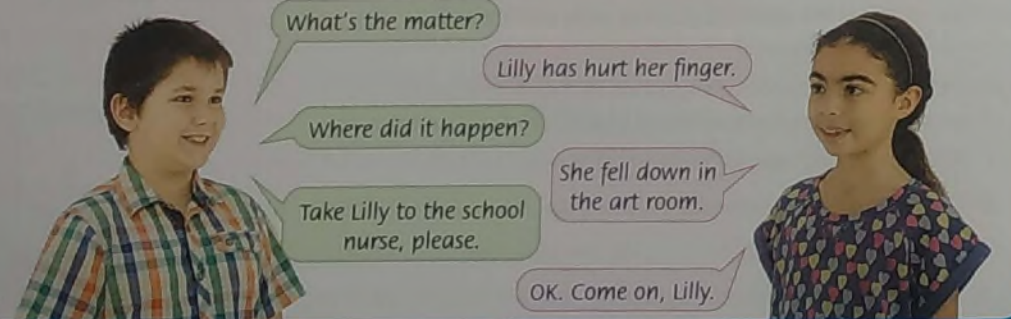 What's the matter?
Lilly has hurt her finger.
Where did it happen?
She fell down in
the art room.
Take Lilly to the school
nurse, please.
OK. Come on, Lilly.